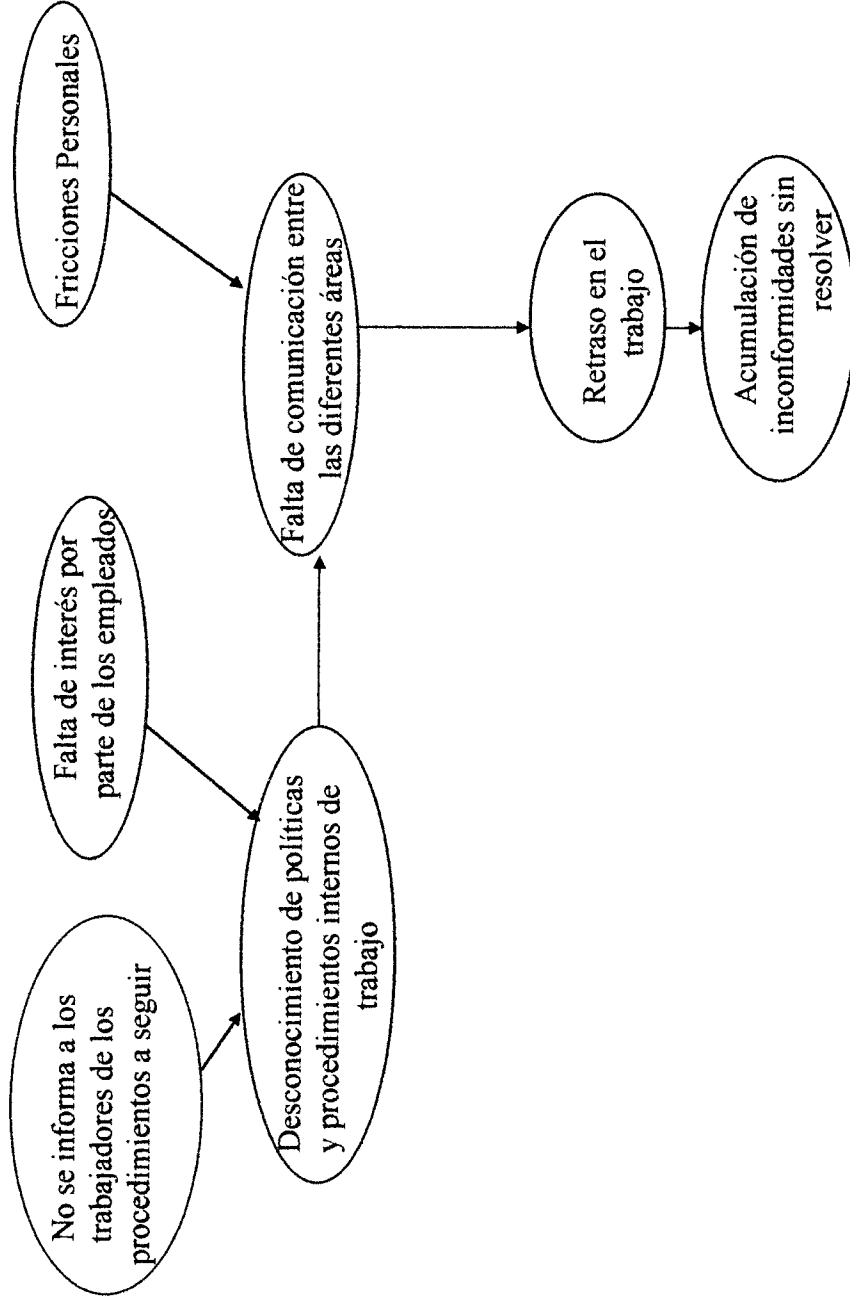 No se informa a los
trabajadores de los
procedimientos a seguir
Falta de interés por
parte de los empleados
Fricciones Personales
Desconocimiento de políticas
y procedimientos internos de
trabajo
Falta de comunicación entre
las diferentes áreas
Retraso en el
trabajo
Acumulación de
inconformidades sin
resolver